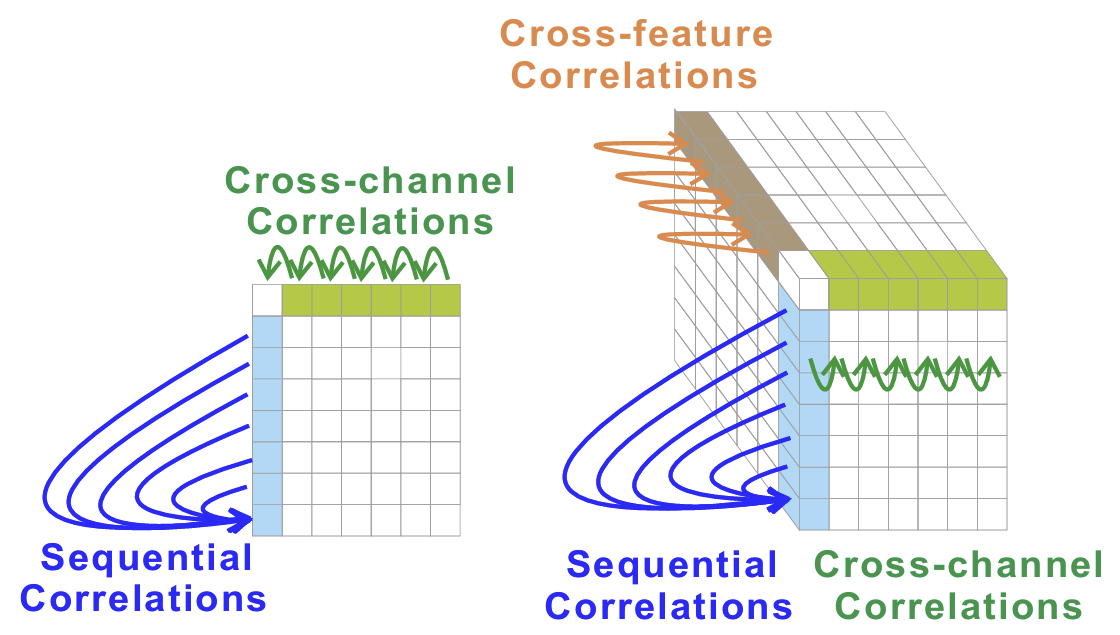 Cross-channel
Correlations
Sequential
Correlations
Cross-feature
Correlations
Sequential
Correlations
Cross-channel
Correlations